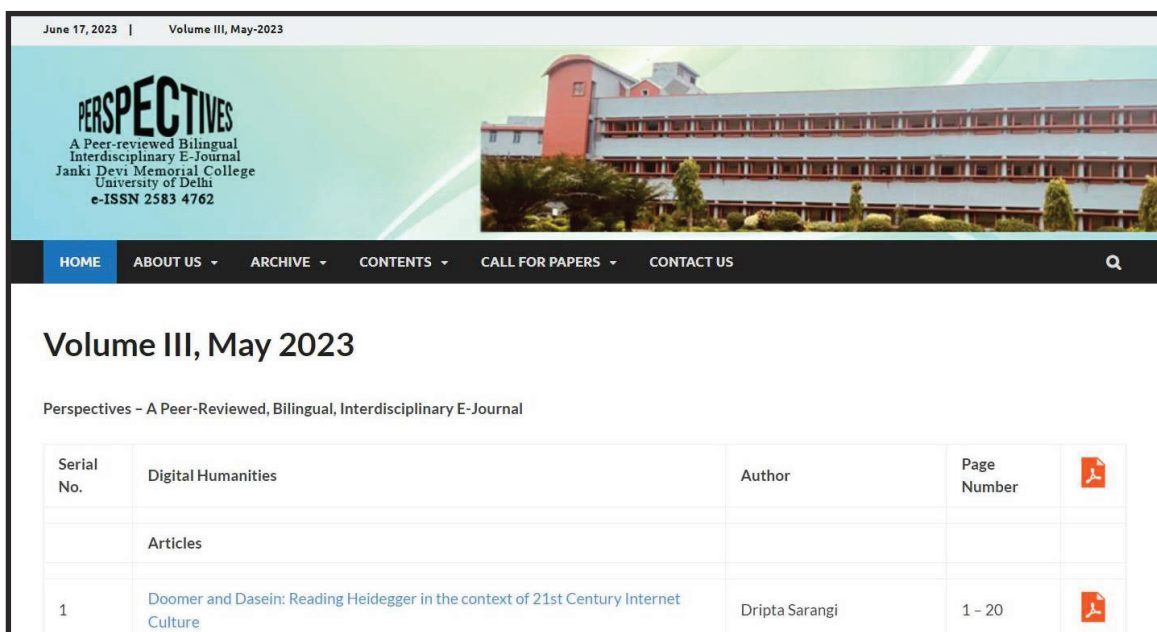 June 17, 2023 | Volume III, May-2023
PERSPECTIVES
A Peer-reviewed Bilingual
Interdisciplinary E-Journal
Janki Devi Memorial College
University of Delhi
e-ISSN 2583 4762
HOME ABOUT US ARCHIVE CONTENTS CALL FOR PAPERS CONTACT US
Volume III, May 2023
Perspectives – A Peer-Reviewed, Bilingual, Interdisciplinary E-Journal
Serial No. Digital Humanities Author Page Number
Articles
1 Doomer and Dasein: Reading Heidegger in the context of 21st Century Internet
Culture Dripta Sarangi 1 – 20